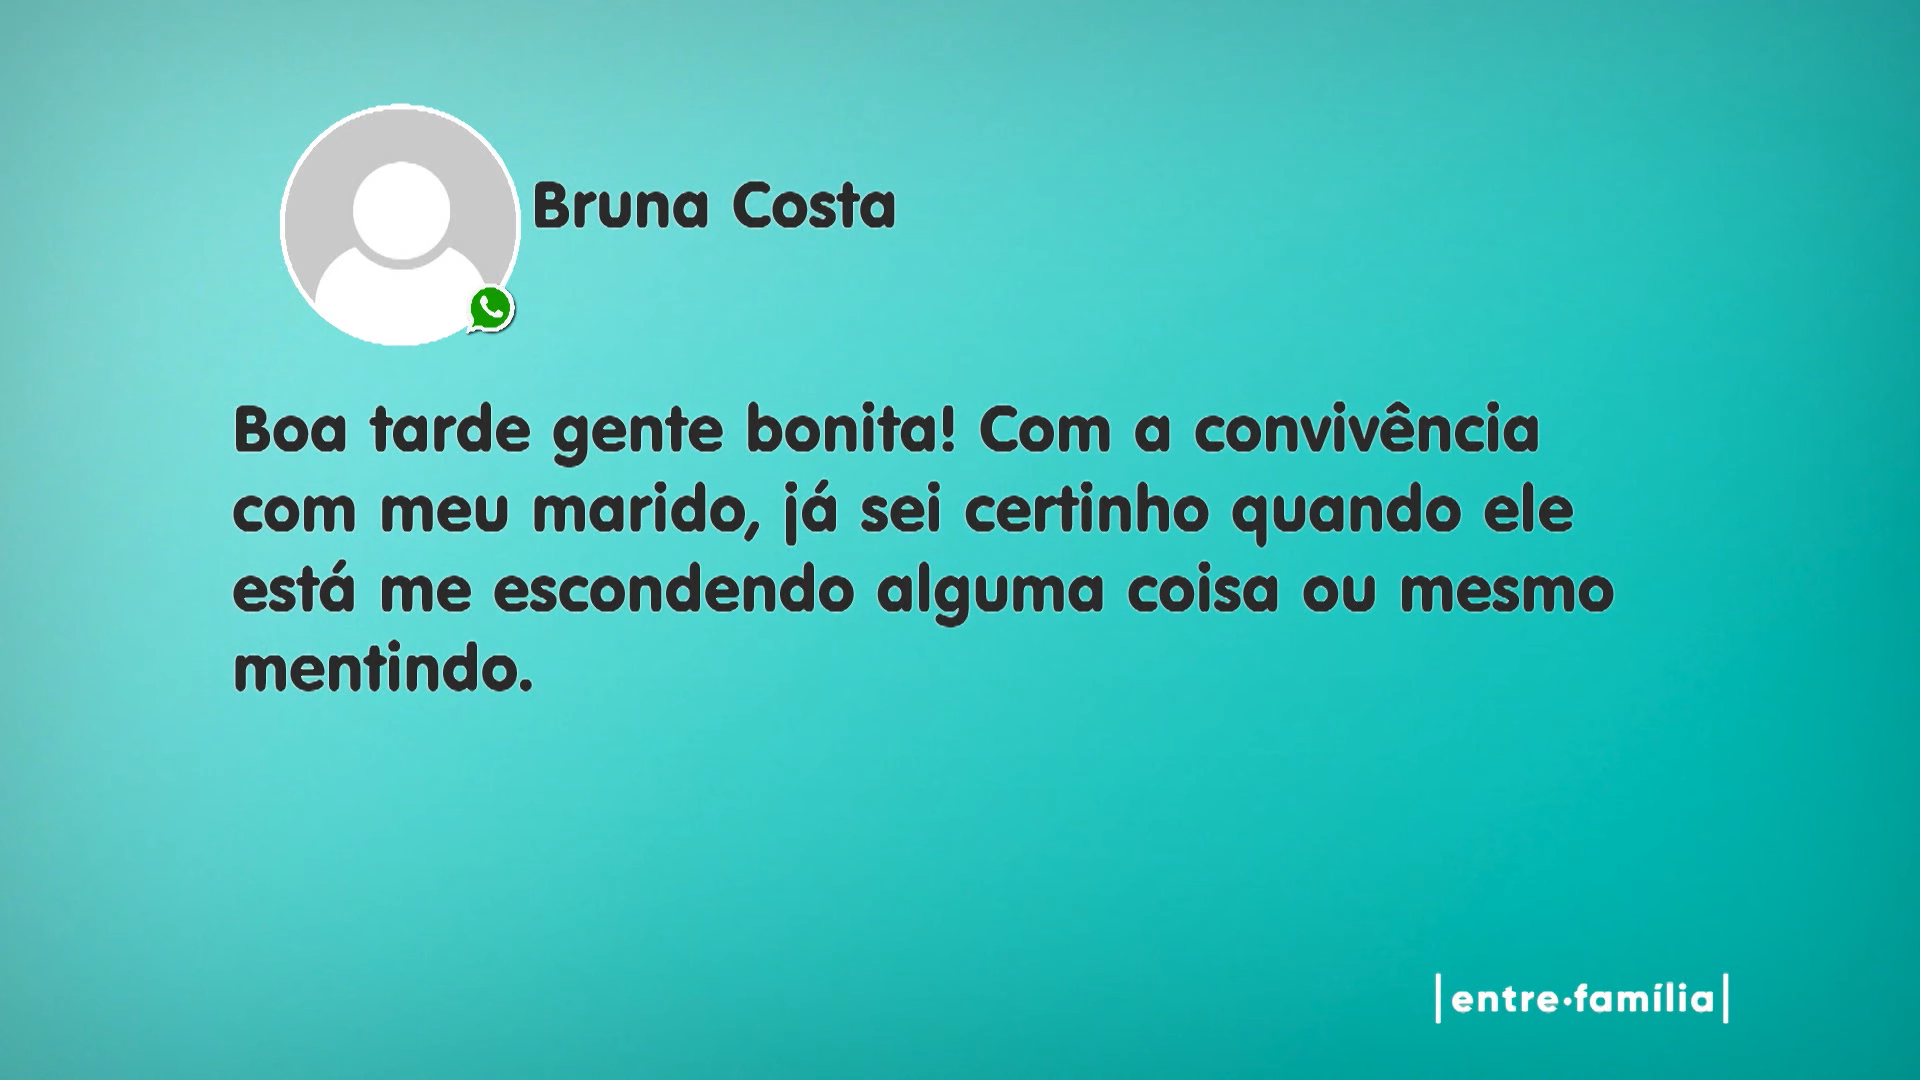 Bruna Costa
Boa tarde gente bonita! Com a convivência
com meu marido, já sei certinho quando ele
está me escondendo alguma coisa ou mesmo
mentindo.
|entre•família|